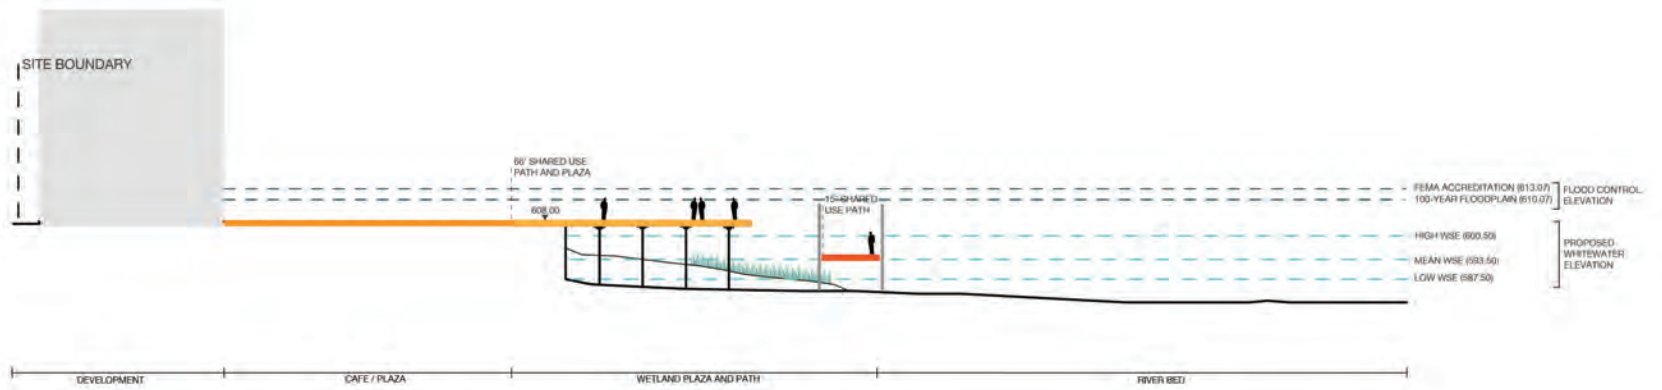 SITE BOUNDARY
66' SHARED USE
PATH AND PLAZA
608.00
15' SHARED
USE PATH
FEMA ACCREDITATION (613.07)
100-YEAR FLOODPLAIN (610.07)
FLOOD CONTROL
ELEVATION
HIGH WSE (600.50)
MEAN WSE (593.50)
LOW WSE (587.50)
PROPOSED
WHITEWATER
ELEVATION
DEVELOPMENT
CAFE / PLAZA
WETLAND PLAZA AND PATH
RIVER BED